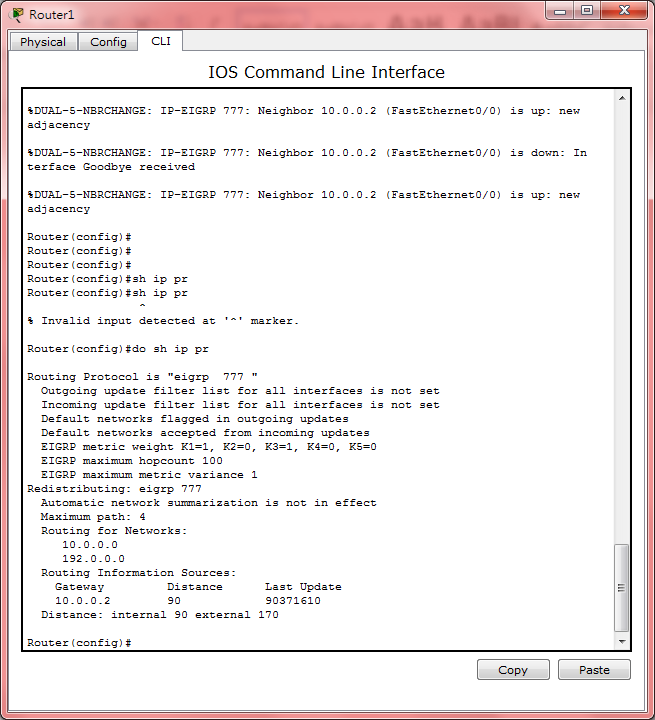 Router1
Physical Config CLI
IOS Command Line Interface
%DUAL-5-NBRCHANGE: IP-EIGRP 777: Neighbor 10.0.0.2 (FastEthernet0/0) is up: new
adjacency
%DUAL-5-NBRCHANGE: IP-EIGRP 777: Neighbor 10.0.0.2 (FastEthernet0/0) is down: In
terface Goodbye received
%DUAL-5-NBRCHANGE: IP-EIGRP 777: Neighbor 10.0.0.2 (FastEthernet0/0) is up: new
adjacency
Router(config)#
Router(config)#
Router(config)#
Router(config)#sh ip pr
Router(config)#sh ip pr
^
% Invalid input detected at '^' marker.
Router(config)#do sh ip pr
Routing Protocol is "eigrp  777 "
Outgoing update filter list for all interfaces is not set
Incoming update filter list for all interfaces is not set
Default networks flagged in outgoing updates
Default networks accepted from incoming updates
EIGRP metric weight K1=1, K2=0, K3=1, K4=0, K5=0
EIGRP maximum hopcount 100
EIGRP maximum metric variance 1
Redistributing: eigrp 777
Automatic network summarization is not in effect
Maximum path: 4
Routing for Networks:
10.0.0.0
192.0.0.0
Routing Information Sources:
Gateway Distance Last Update
10.0.0.2 90 90371610
Distance: internal 90 external 170
Router(config)#
Copy Paste